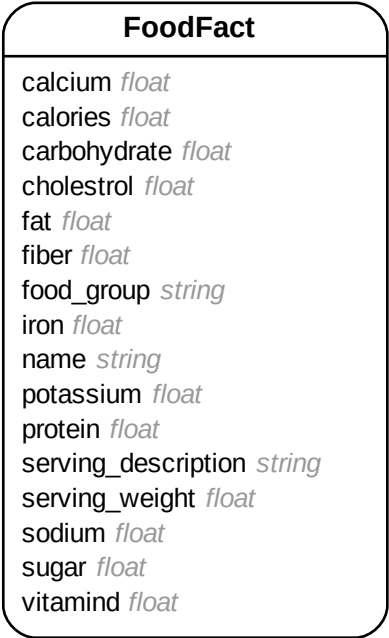 FoodFact
calcium float
calories float
carbohydrate float
cholestrol float
fat float
fiber float
food_group string
iron float
name string
potassium float
protein float
serving_description string
serving_weight float
sodium float
sugar float
vitamind float